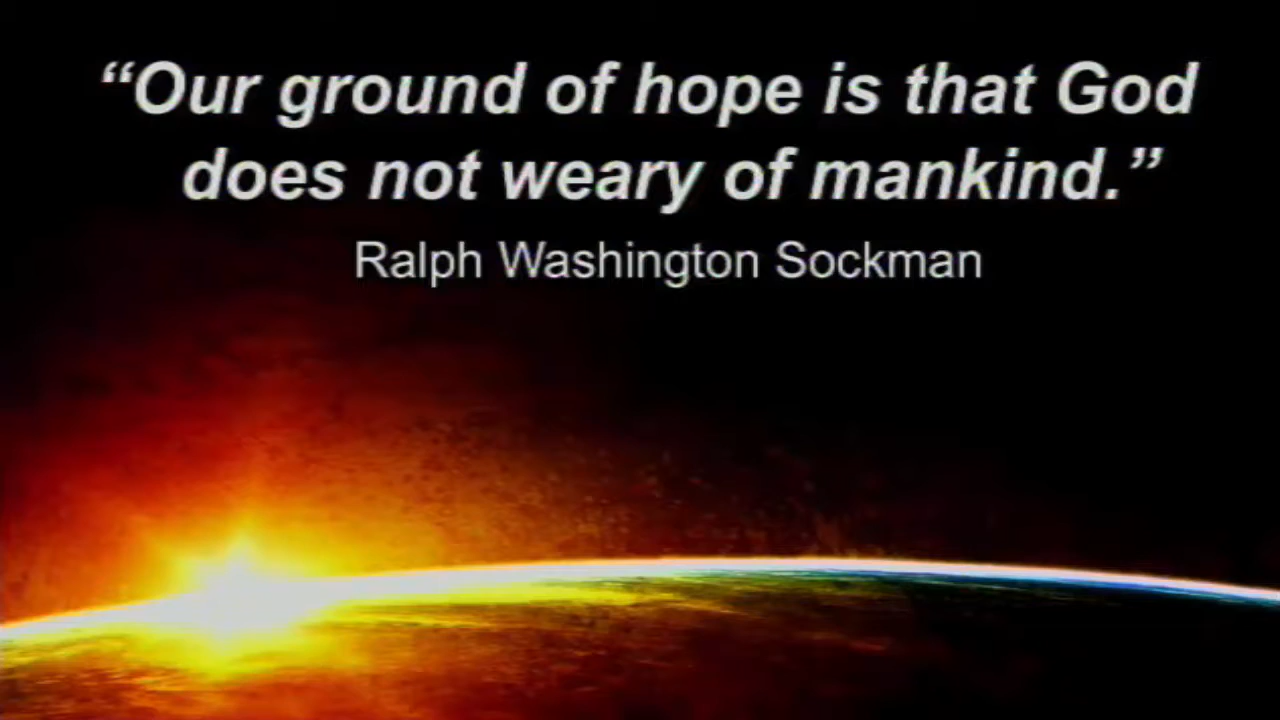 “Our ground of hope is that God
does not weary of mankind.”
Ralph Washington Sockman